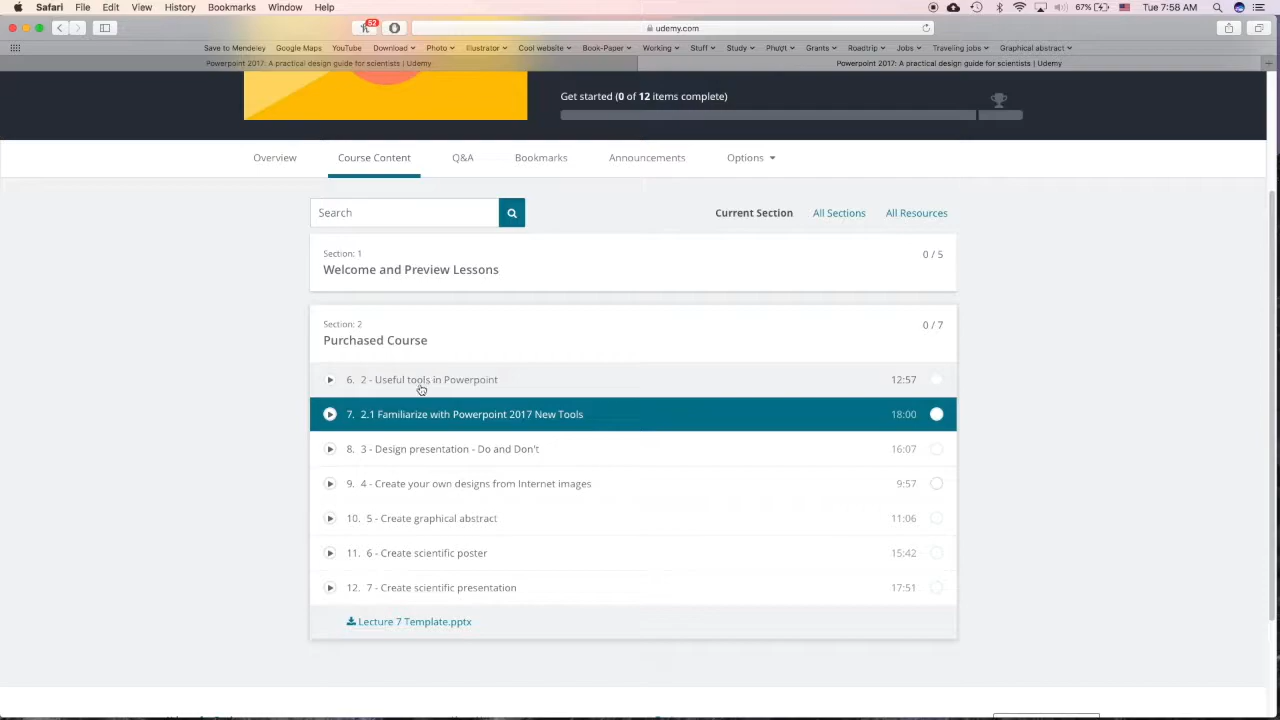 Safari File Edit View History Bookmarks Window Help 67% Tue 7:58 AM
52 udemy.com
Save to Mendeley Google Maps YouTube Download Photo Illustrator Cool website Book-Paper Working Stuff Study Phượt Grants Roadtrip Jobs Traveling jobs Graphical abstract
Powerpoint 2017: A practical design guide for scientists | Udemy Powerpoint 2017: A practical design guide for scientists | Udemy
Get started (0 of 12 items complete)
Overview Course Content Q&A Bookmarks Announcements Options
Search Current Section All Sections All Resources
Section: 1 0 / 5
Welcome and Preview Lessons
Section: 2 0 / 7
Purchased Course
6. 2 - Useful tools in Powerpoint 12:57
7. 2.1 Familiarize with Powerpoint 2017 New Tools 18:00
8. 3 - Design presentation - Do and Don't 16:07
9. 4 - Create your own designs from Internet images 9:57
10. 5 - Create graphical abstract 11:06
11. 6 - Create scientific poster 15:42
12. 7 - Create scientific presentation 17:51
Lecture 7 Template.pptx